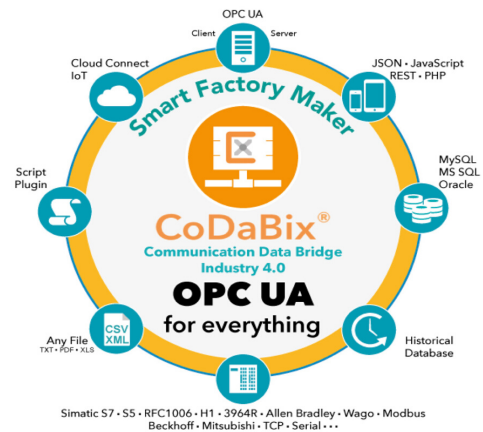 OPC UA
Client Server
Cloud Connect
IoT
JSON • JavaScript
REST • PHP
Smart Factory Maker
CX
Script
Plugin
MySQL
MS SQL
Oracle
CoDaBix®
Communication Data Bridge
Industry 4.0
OPC UA
for everything
Any File
TXT • PDF • XLS
CSV
XML
Historical
Database
Simatic S7 • S5 • RFC1006 • H1 • 3964R • Allen Bradley • Wago • Modbus
Beckhoff • Mitsubishi • TCP • Serial • • •